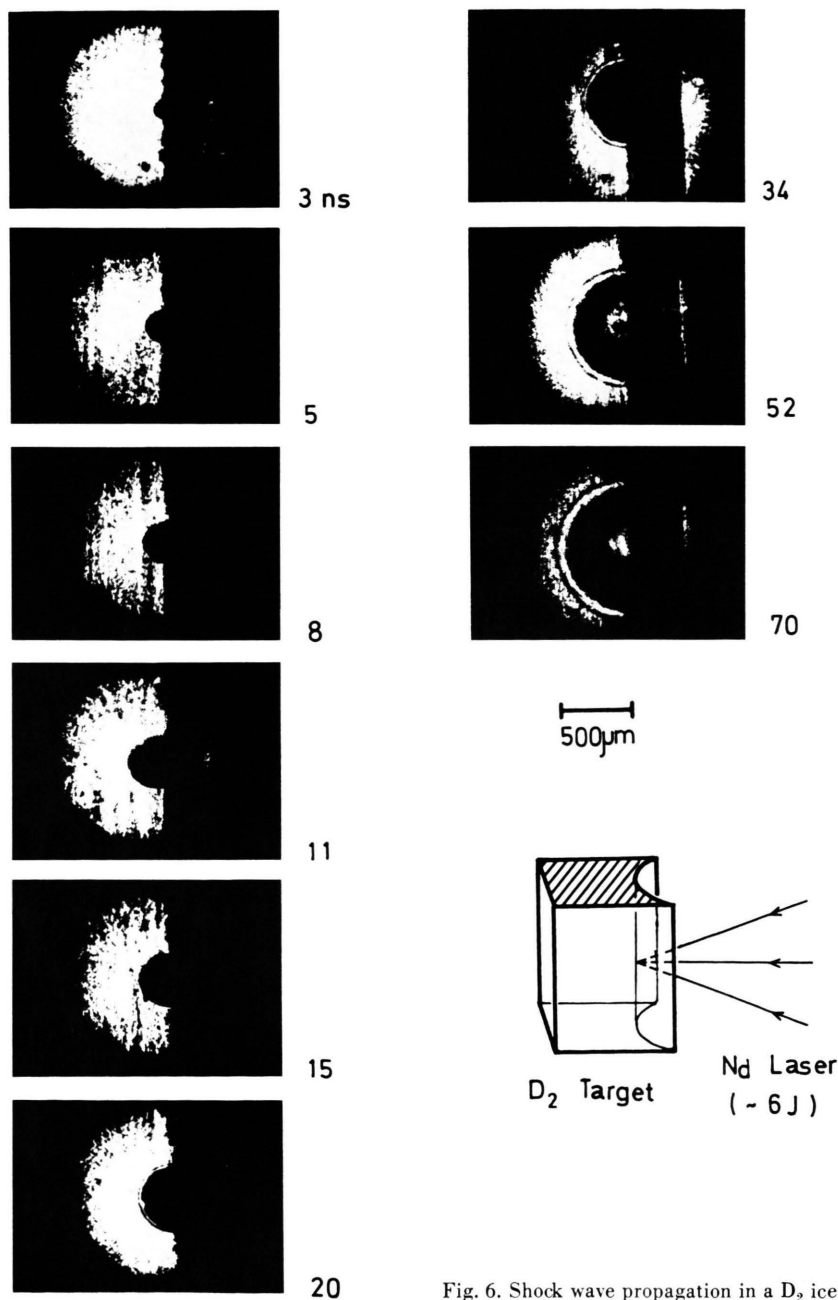 3 ns
5
8
11
15
20
34
52
70
500μm
D₂ Target
Nd Laser
(~6J)
Fig. 6. Shock wave propagation in a D₂ ice